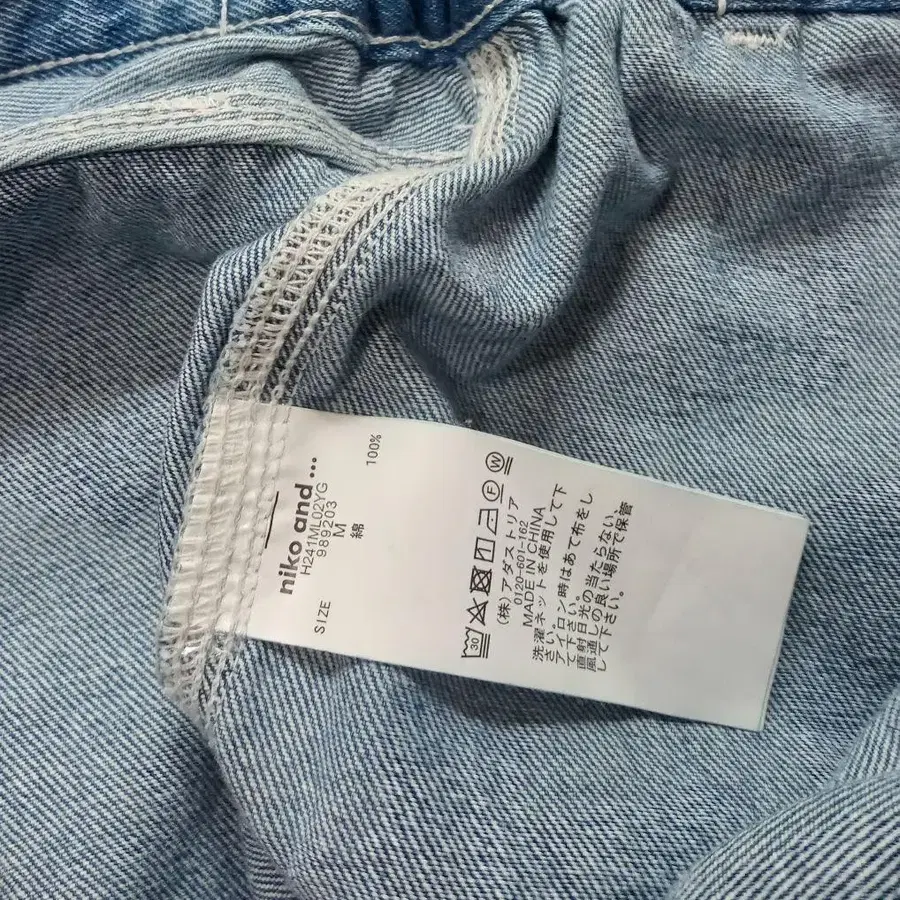 niko and ...
H241ML02YG
989203
SIZE M
綿 100%
30 F W
(株)アダストリア
0120-601-162
MADE IN CHINA
洗濯ネットを使用して下
さい。
アイロン時はあて布をし
て下さい。
直射日光の当たらない、
風通しの良い場所で保管
して下さい。